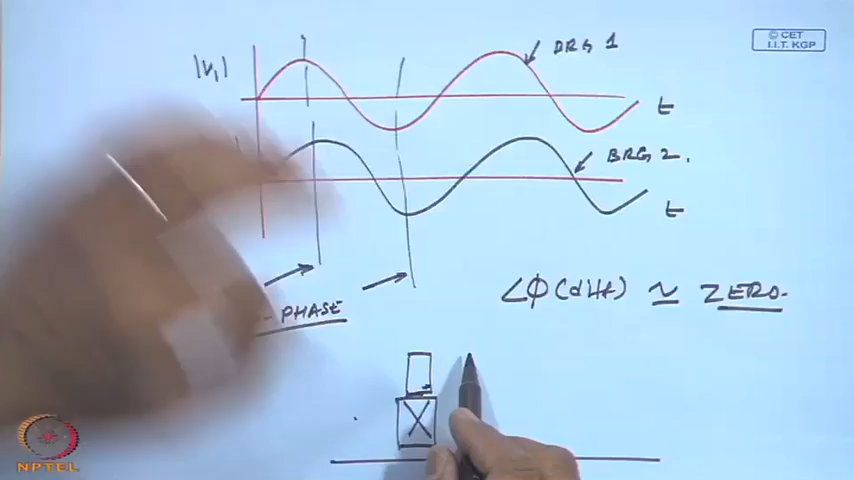 © CET
I.I.T. KGP
|V₁|
BRG 1
t
BRG 2.
t
- PHASE
∠Φ (diff) ≃ ZERO.
NPTEL